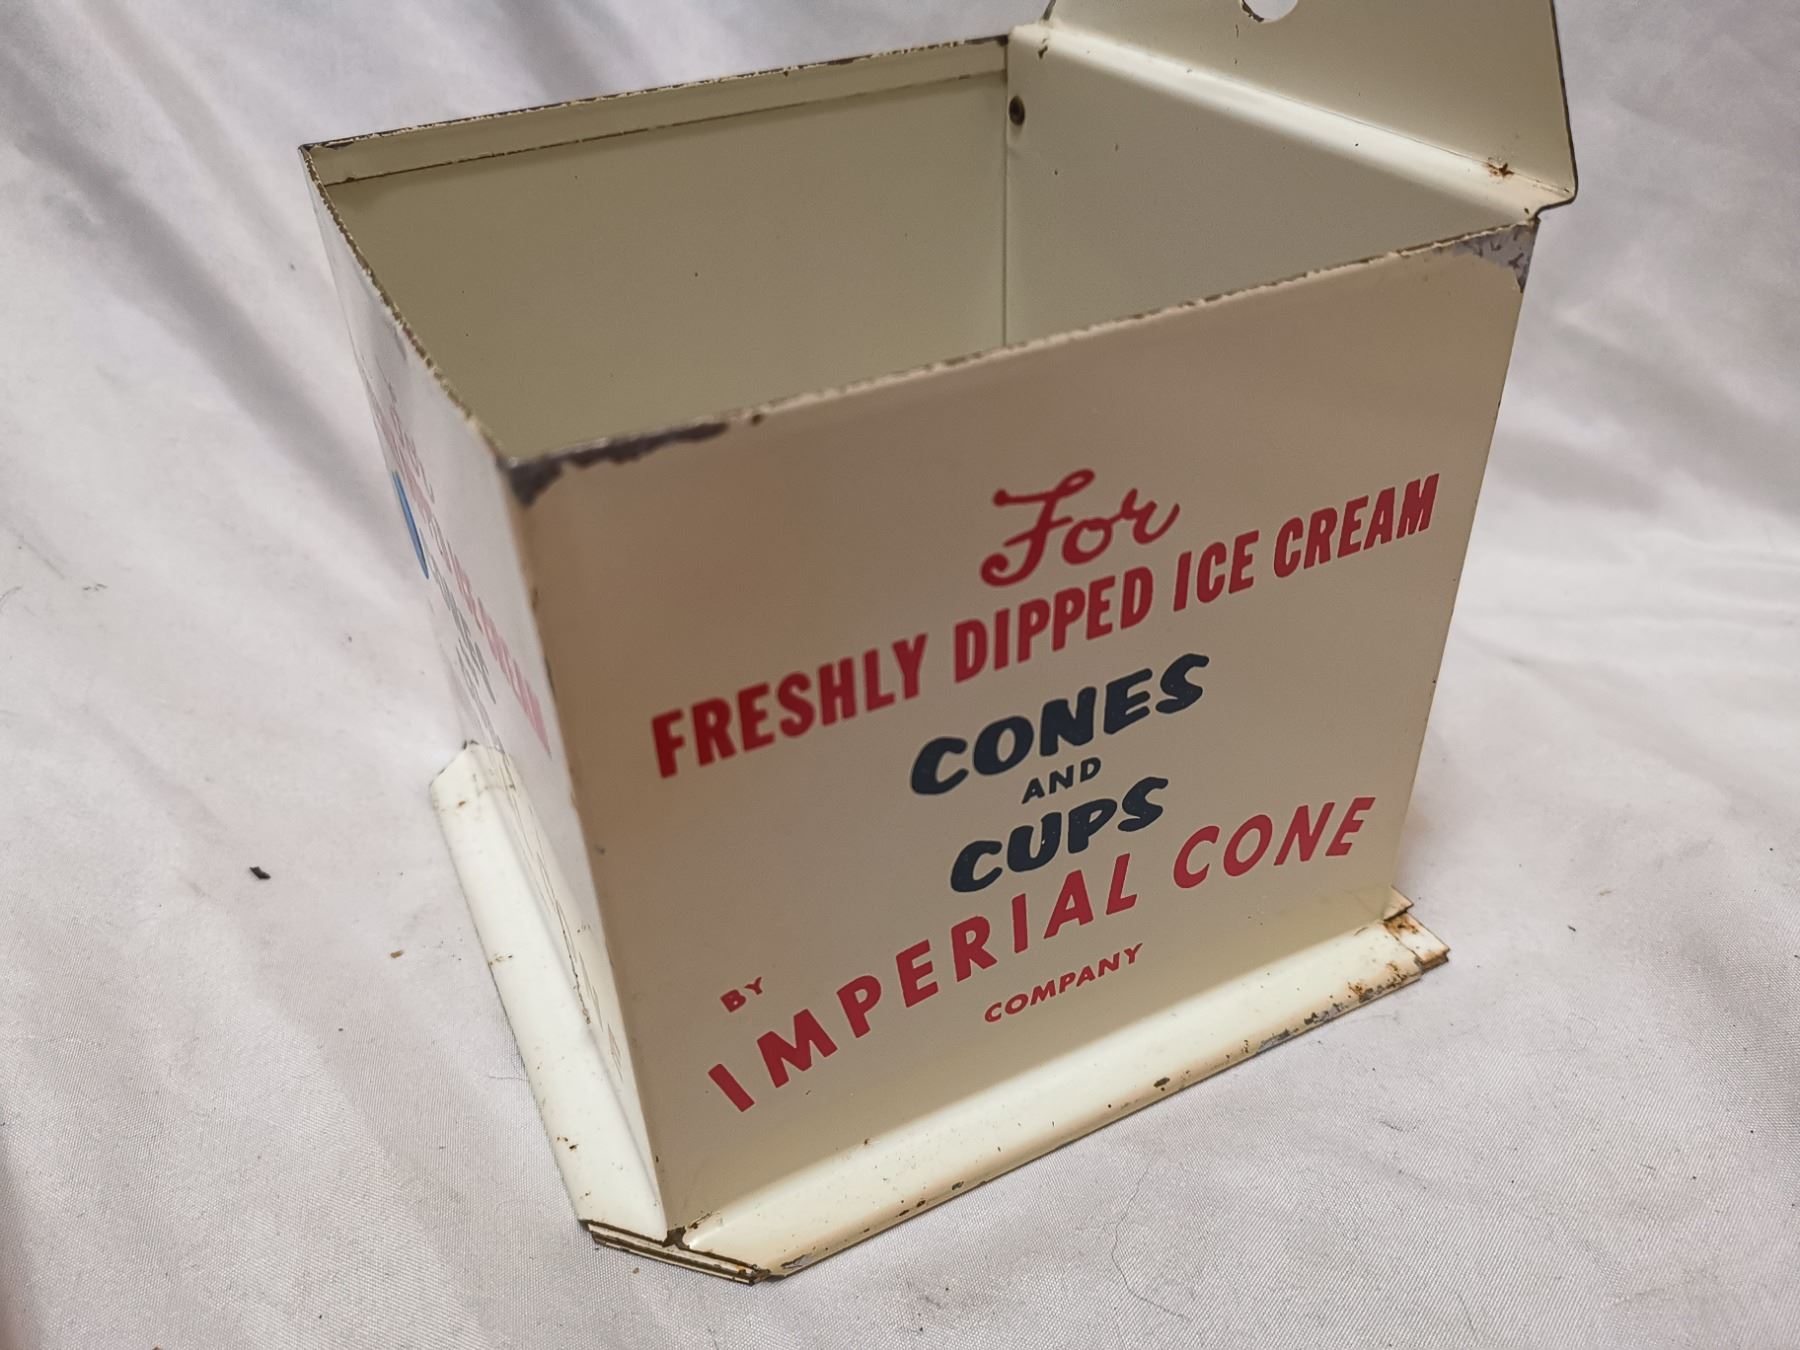 For
FRESHLY DIPPED ICE CREAM
CONES
AND
CUPS
BY
IMPERIAL CONE
COMPANY